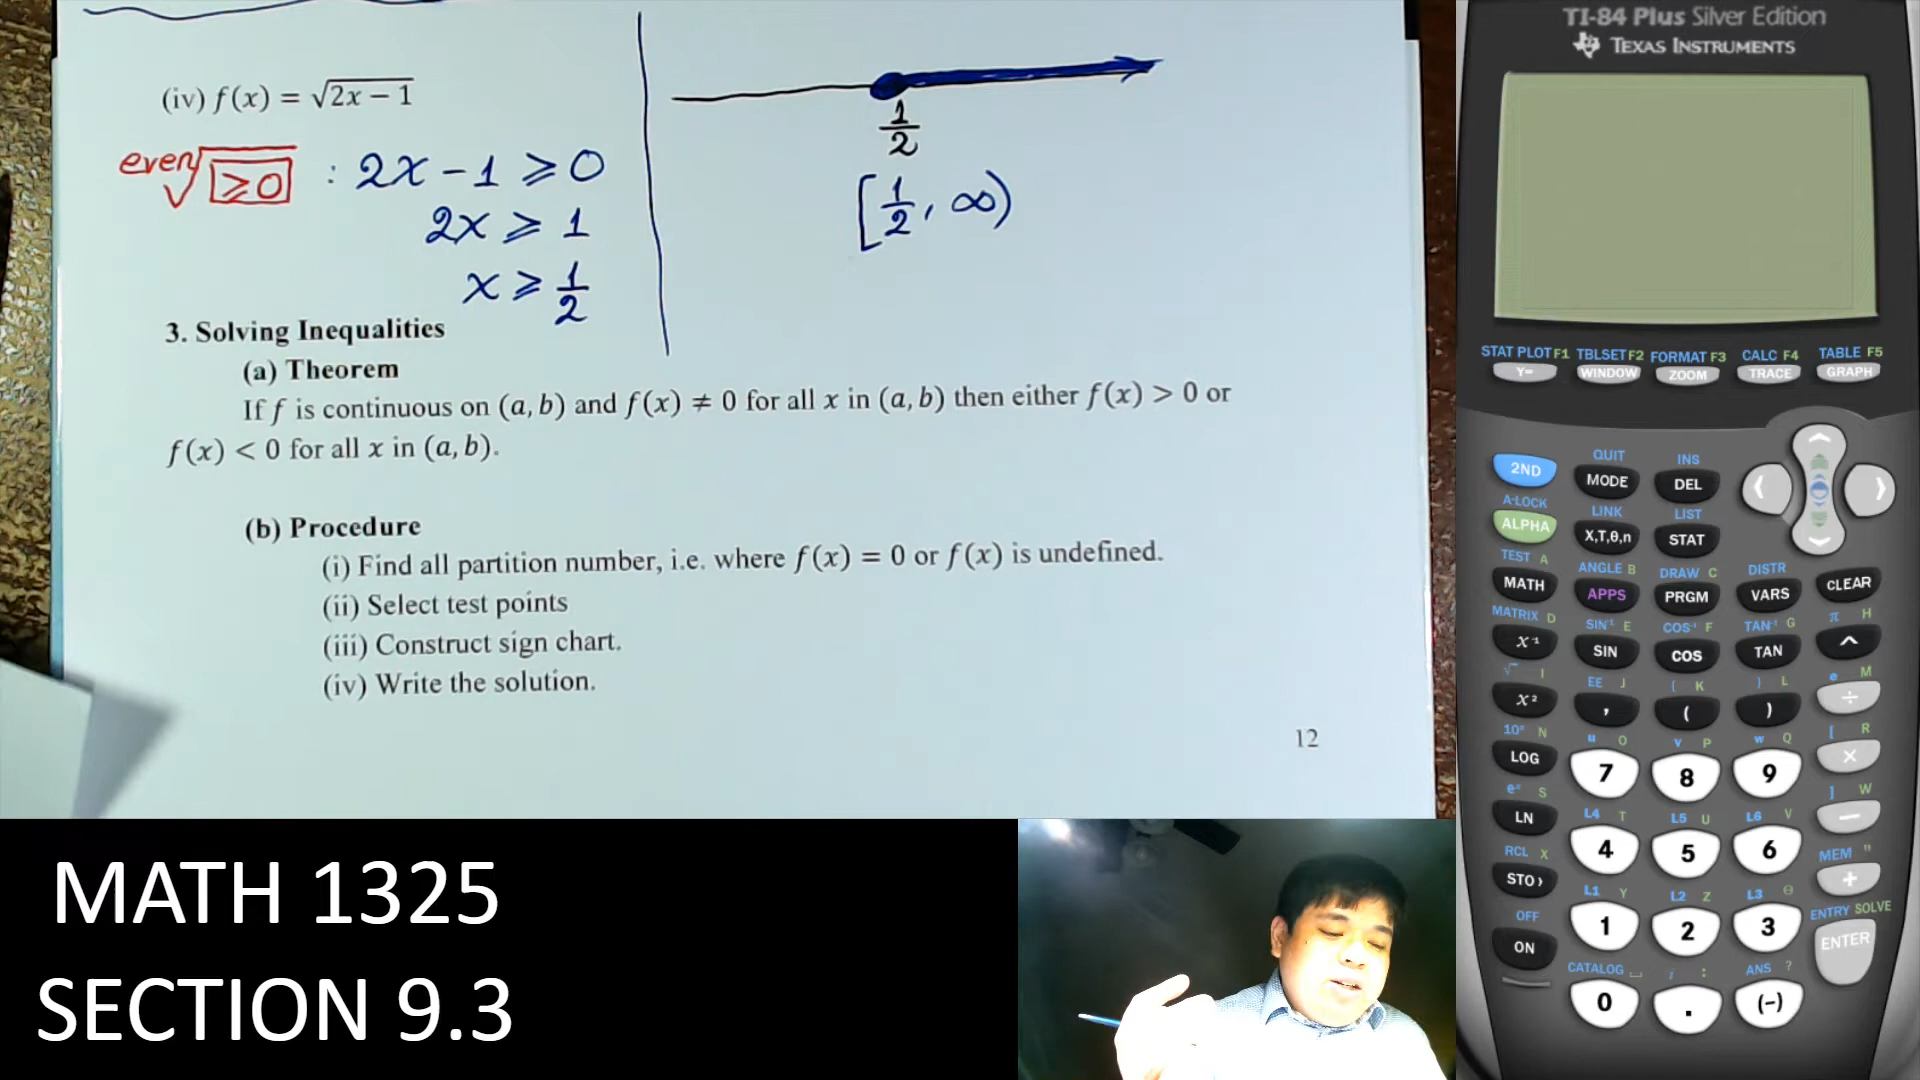 (iv) f(x) = √2x − 1
even√≥0 : 2x − 1 ≥ 0
2x ≥ 1
x ≥ 1/2
1/2
[1/2, ∞)
3. Solving Inequalities
(a) Theorem
If f is continuous on (a, b) and f(x) ≠ 0 for all x in (a, b) then either f(x) > 0 or
f(x) < 0 for all x in (a, b).
(b) Procedure
(i) Find all partition number, i.e. where f(x) = 0 or f(x) is undefined.
(ii) Select test points
(iii) Construct sign chart.
(iv) Write the solution.
12
MATH 1325
SECTION 9.3
TI-84 Plus Silver Edition
TEXAS INSTRUMENTS
STAT PLOT F1 TBLSET F2 FORMAT F3 CALC F4 TABLE F5
Y= WINDOW ZOOM TRACE GRAPH
QUIT INS
2ND MODE DEL
A-LOCK LINK LIST
ALPHA X,T,θ,n STAT
TEST A ANGLE B DRAW C DISTR
MATH APPS PRGM VARS CLEAR
MATRIX D SIN⁻¹ E COS⁻¹ F TAN⁻¹ G π H
x⁻¹ SIN COS TAN ^
√ I EE J { K } L e M
x² , ( ) ÷
10ˣ N u O v P w Q [ R
LOG 7 8 9 ×
eˣ S L4 T L5 U L6 V ] W
LN 4 5 6 −
RCL X L1 Y L2 Z L3 θ MEM "
STO› 1 2 3 +
OFF CATALOG ⎵ i : ANS ? ENTRY SOLVE
ON 0 . (−) ENTER